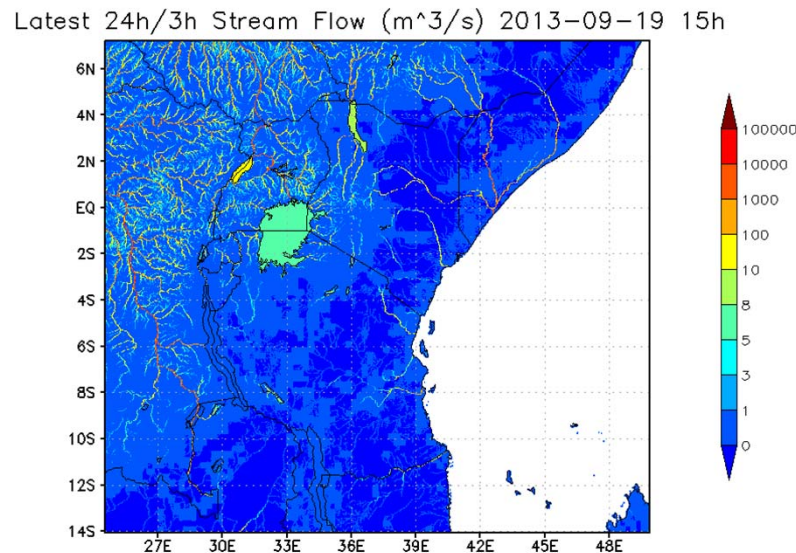 Latest 24h/3h Stream Flow (m^3/s) 2013-09-19 15h
6N
4N
2N
EQ
2S
4S
6S
8S
10S
12S
14S
27E 30E 33E 36E 39E 42E 45E 48E
100000
10000
1000
100
10
8
5
3
1
0